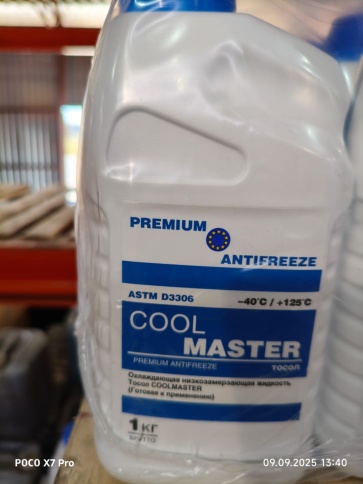 PREMIUM
ANTIFREEZE
ASTM D3306
–40°C / +125°C
COOL
MASTER
PREMIUM ANTIFREEZE
ТОСОЛ
Охлаждающая низкозамерзающая жидкость
Тосол COOLMASTER
(Готовая к применению)
1 КГ
БРУТТО
POCO X7 Pro
09.09.2025 13:40